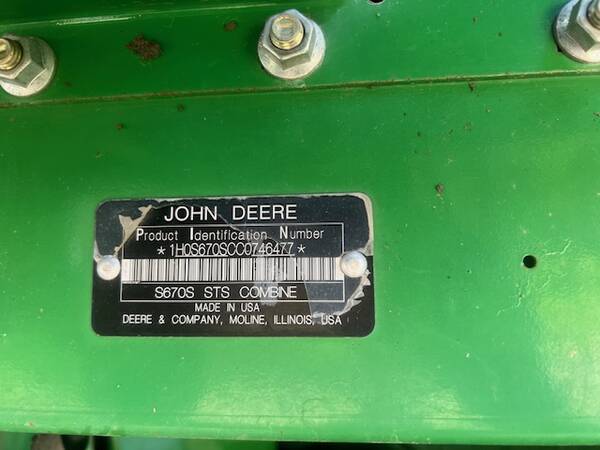 JOHN DEERE
Product Identification Number
*1H0S670SCC0746477*
S670S STS COMBINE
MADE IN USA
DEERE & COMPANY, MOLINE, ILLINOIS, USA